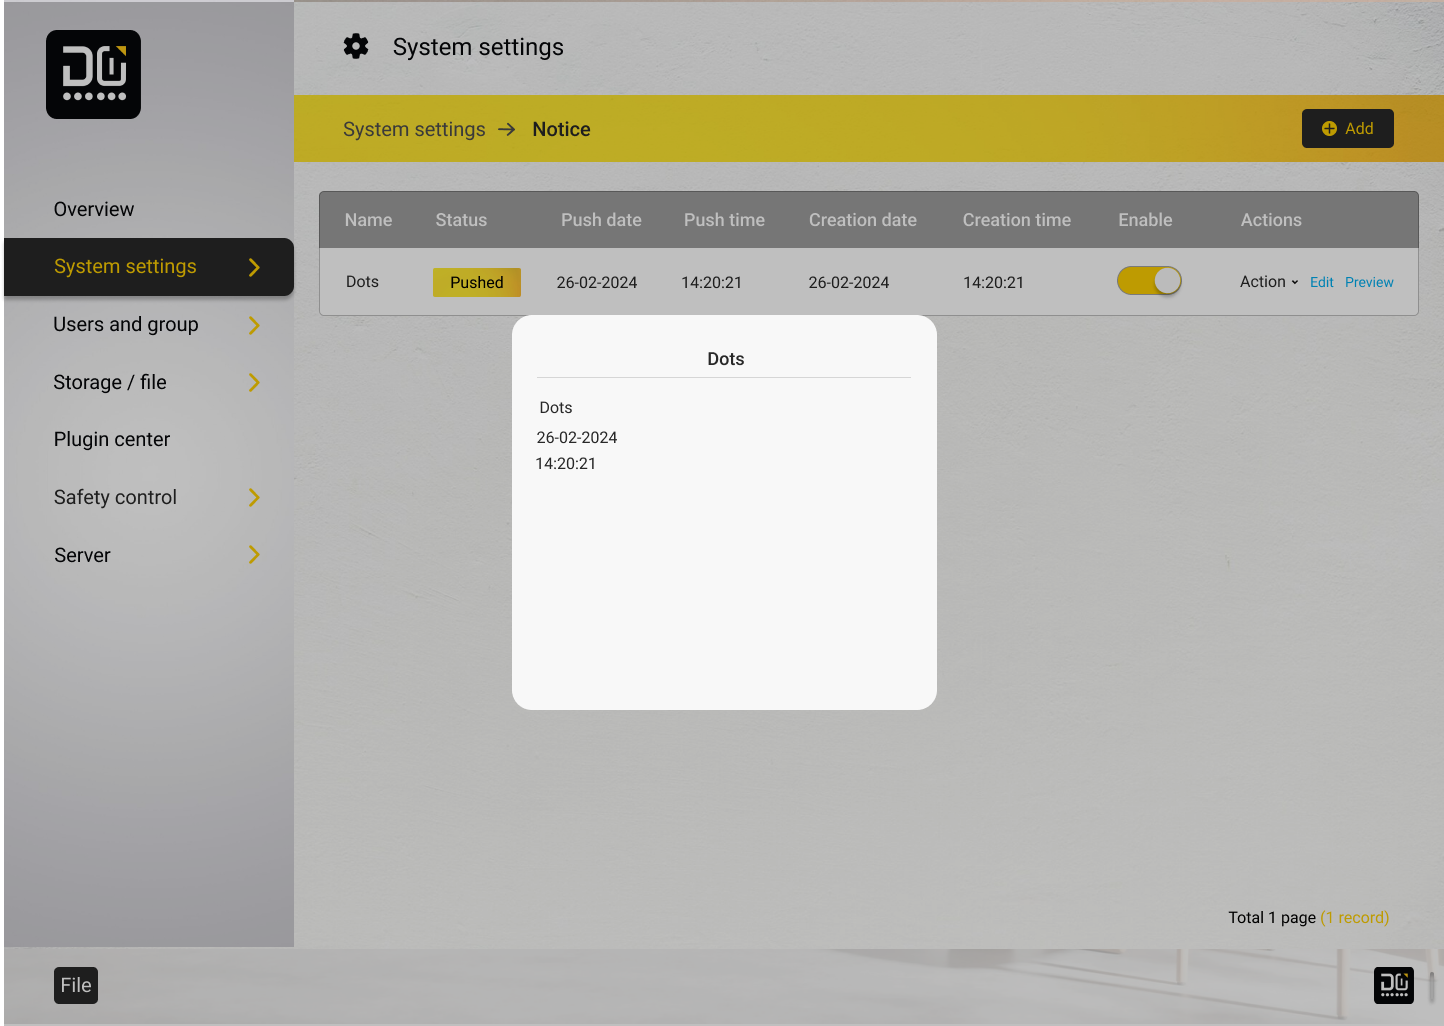 System settings
System settings → Notice
Add
Overview
System settings
Users and group
Storage / file
Plugin center
Safety control
Server
Name Status Push date Push time Creation date Creation time Enable Actions
Dots Pushed 26-02-2024 14:20:21 26-02-2024 14:20:21 Action Edit Preview
Dots
Dots
26-02-2024
14:20:21
Total 1 page (1 record)
File